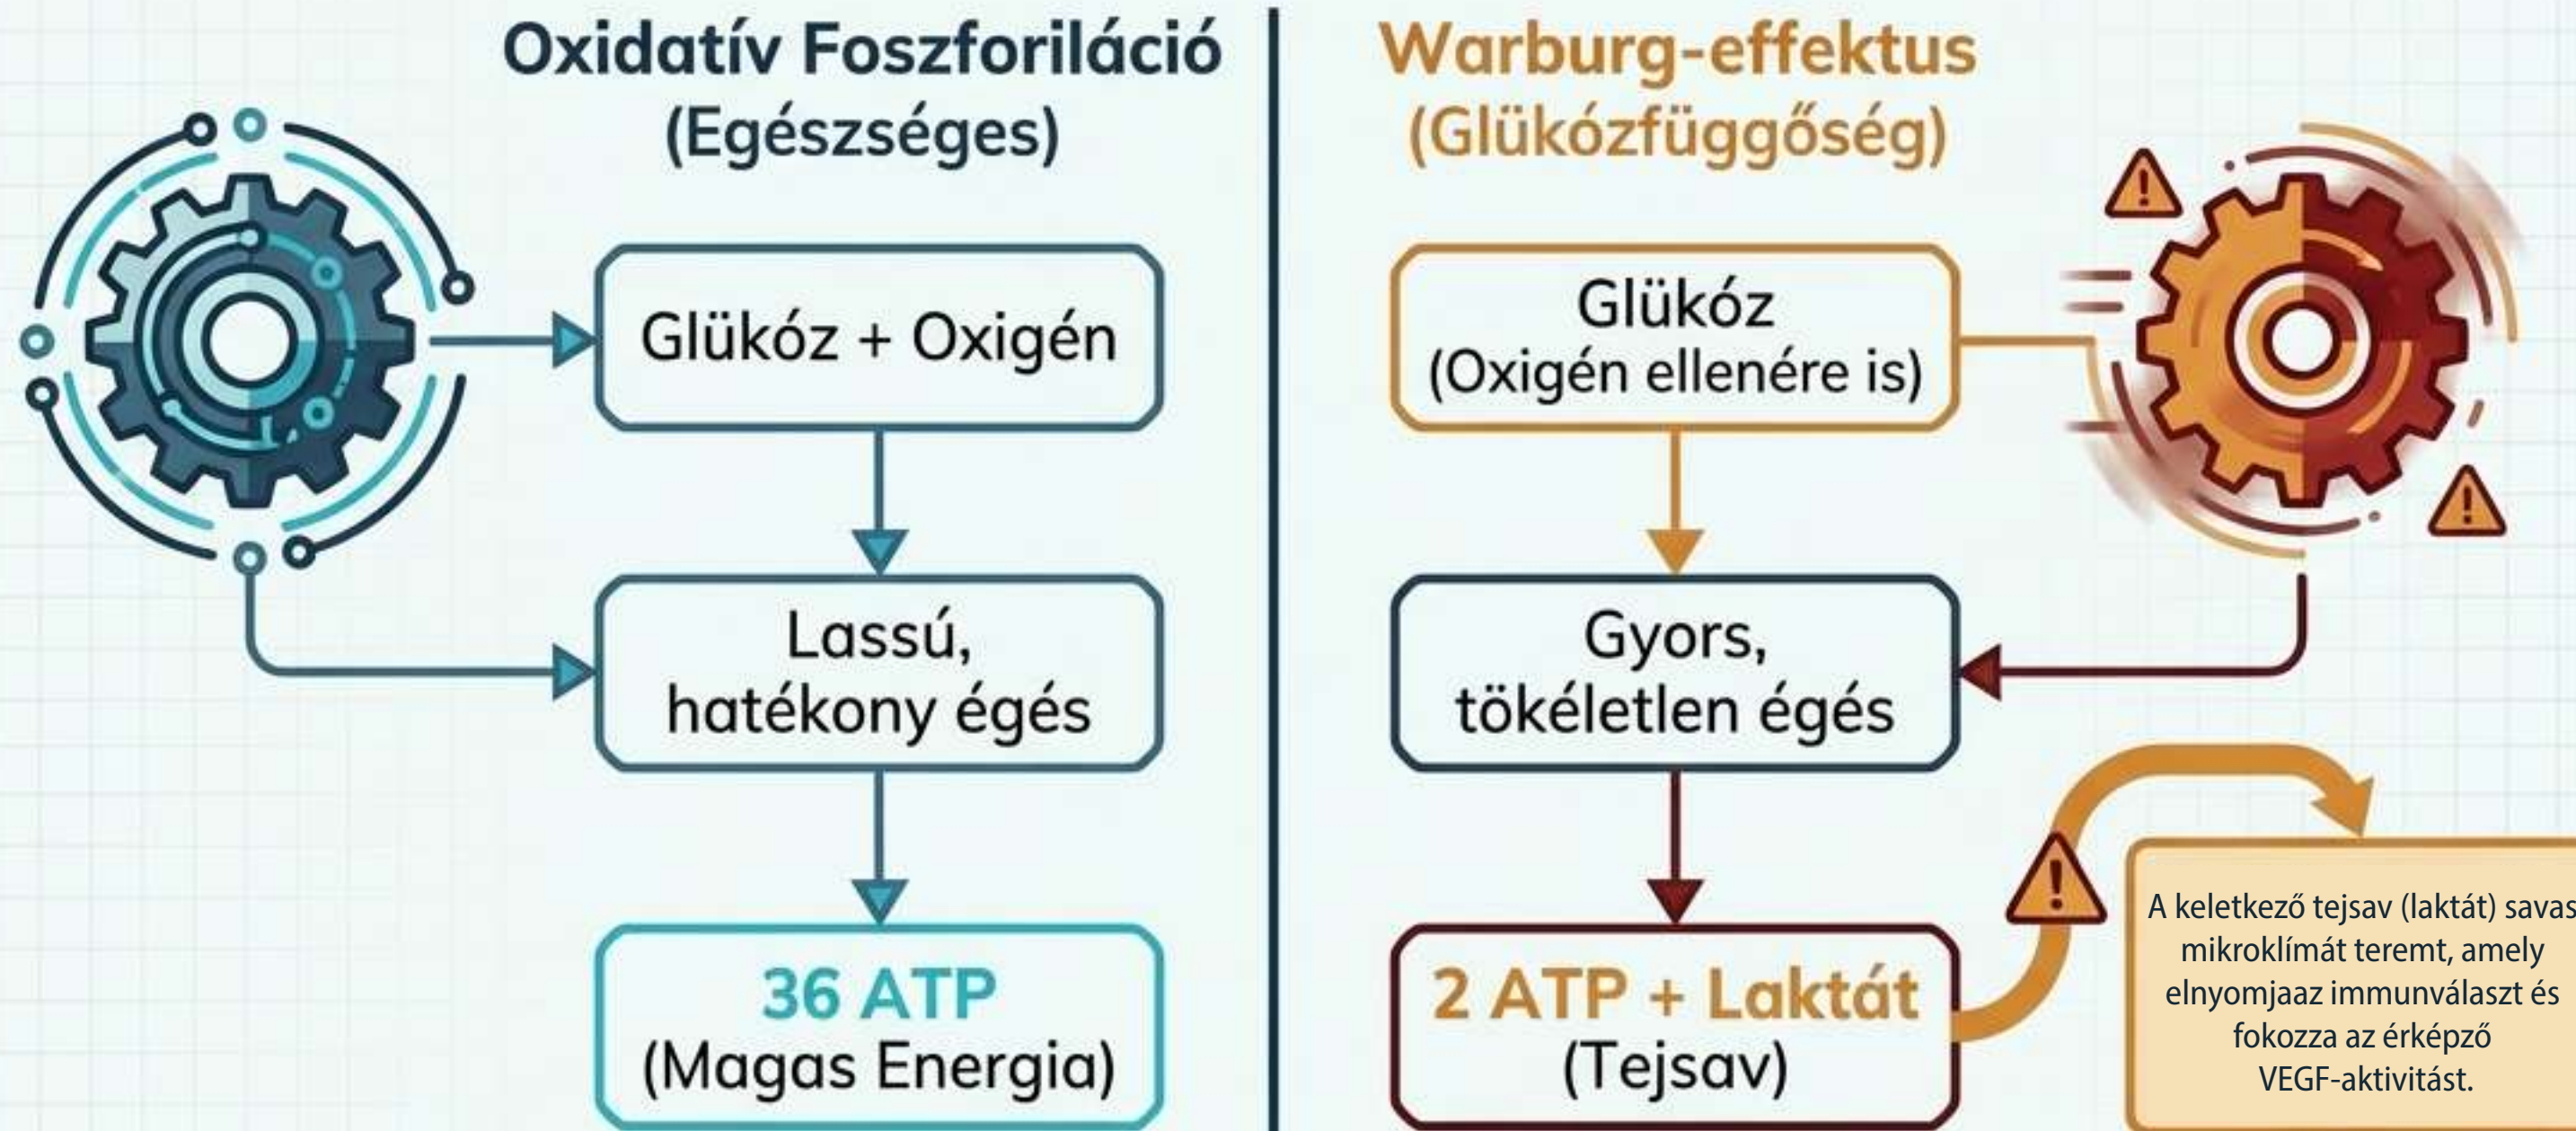 Oxidatív Foszforiláció
(Egészséges)
Glükóz + Oxigén
Lassú,
hatékony égés
36 ATP
(Magas Energia)
Warburg-effektus
(Glükózfüggőség)
Glükóz
(Oxigén ellenére is)
Gyors,
tökéletlen égés
2 ATP + Laktát
(Tejsav)
A keletkező tejsav (laktát) savas
mikroklímát teremt, amely
elnyomjaaz immunválaszt és
fokozza az érképző
VEGF-aktivitást.